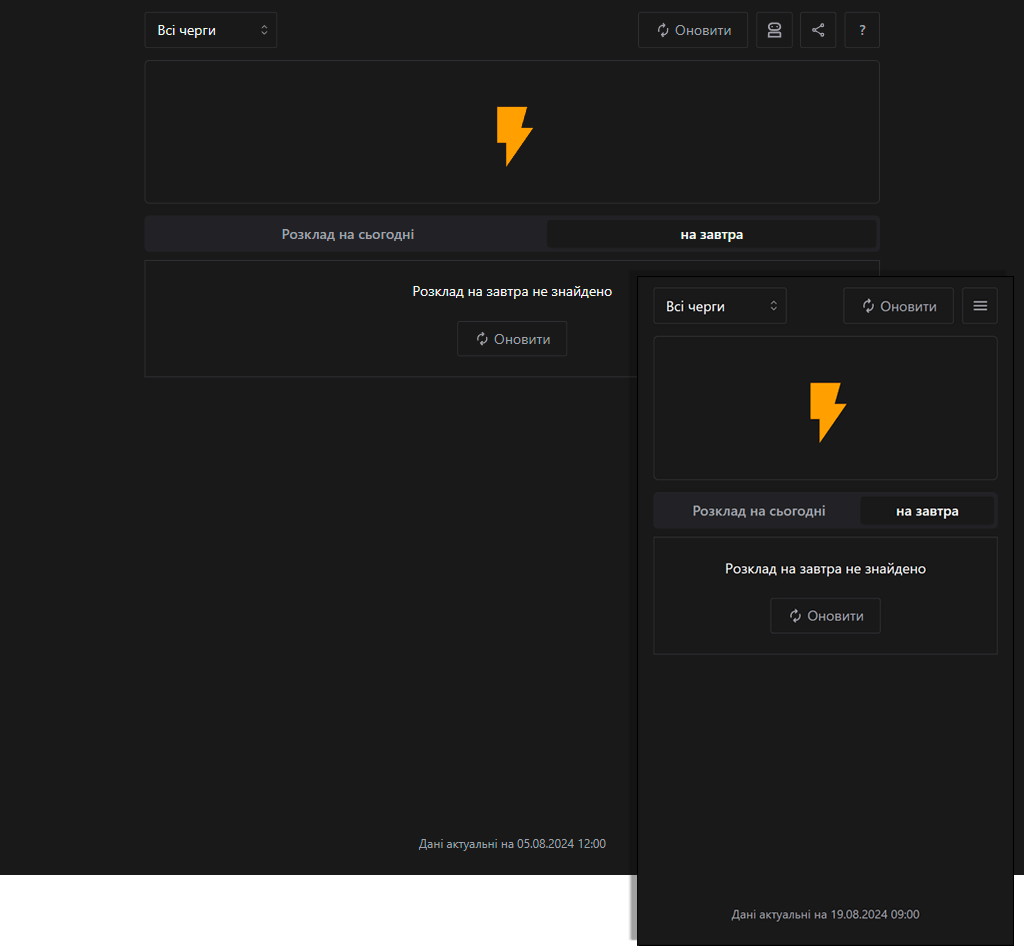 Всі черги
Оновити
?
Розклад на сьогодні
на завтра
Розклад на завтра не знайдено
Оновити
Дані актуальні на 05.08.2024 12:00
Всі черги
Оновити
Розклад на сьогодні
на завтра
Розклад на завтра не знайдено
Оновити
Дані актуальні на 19.08.2024 09:00